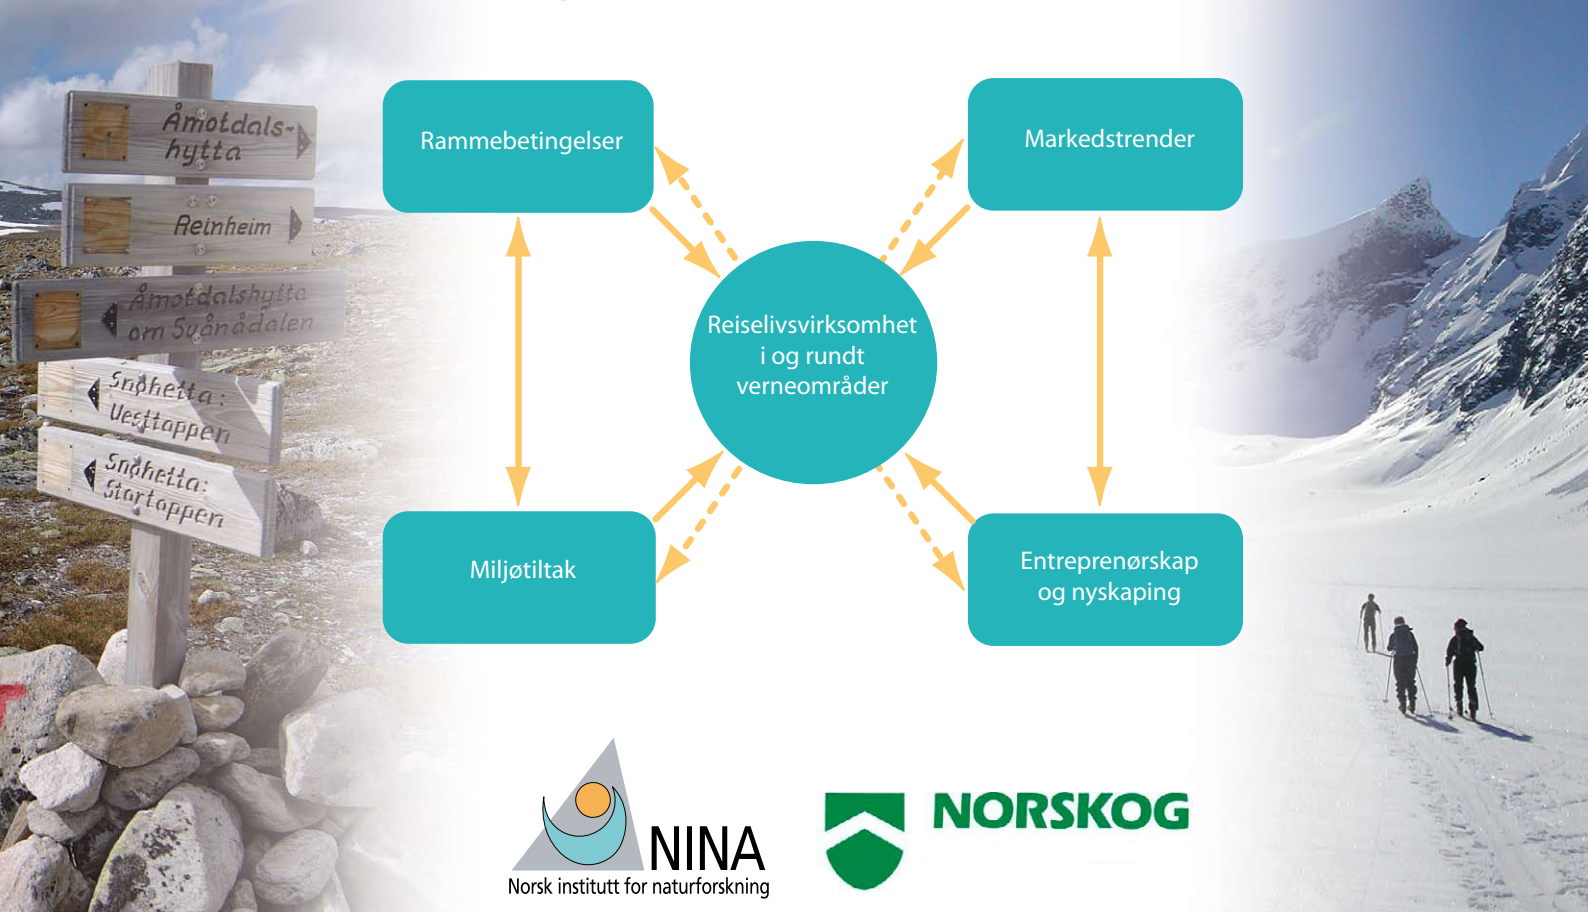 Åmotdals-
hytta
Reinheim
Åmotdalshytta
om Svånådalen
Snøhetta:
Vesttoppen
Snøhetta:
Stortoppen
Rammebetingelser
Markedstrender
Reiselivsvirksomhet
i og rundt
verneområder
Miljøtiltak
Entreprenørskap
og nyskaping
NINA
Norsk institutt for naturforskning
NORSKOG